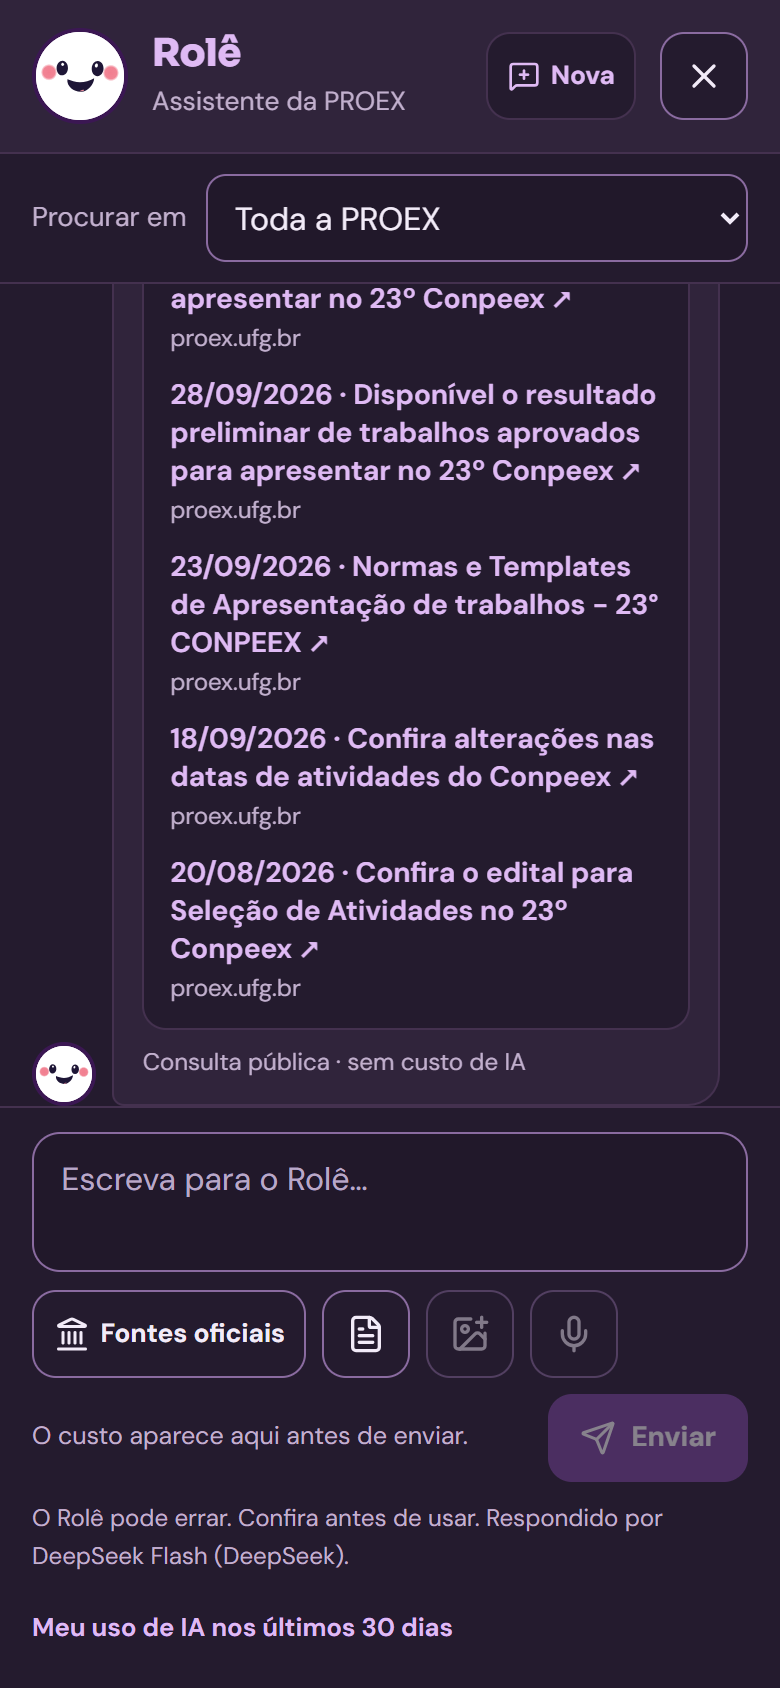 Rolê
Assistente da PROEX
Nova
Procurar em
Toda a PROEX
apresentar no 23º Conpeex ↗
proex.ufg.br
28/09/2026 · Disponível o resultado
preliminar de trabalhos aprovados
para apresentar no 23º Conpeex ↗
proex.ufg.br
23/09/2026 · Normas e Templates
de Apresentação de trabalhos – 23°
CONPEEX ↗
proex.ufg.br
18/09/2026 · Confira alterações nas
datas de atividades do Conpeex ↗
proex.ufg.br
20/08/2026 · Confira o edital para
Seleção de Atividades no 23º
Conpeex ↗
proex.ufg.br
Consulta pública · sem custo de IA
Escreva para o Rolê…
Fontes oficiais
O custo aparece aqui antes de enviar.
Enviar
O Rolê pode errar. Confira antes de usar. Respondido por
DeepSeek Flash (DeepSeek).
Meu uso de IA nos últimos 30 dias